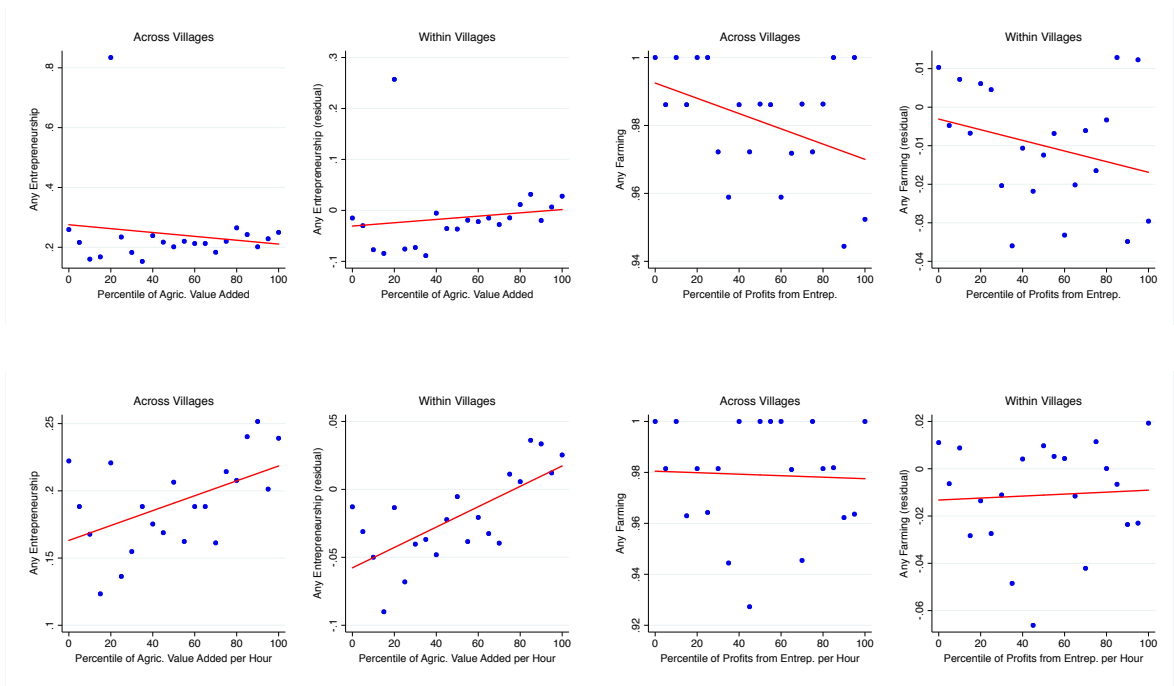 Across Villages
Any Entrepreneurship
.8
.6
.4
.2
0 20 40 60 80 100
Percentile of Agric. Value Added
Within Villages
Any Entrepreneurship (residual)
.3
.2
.1
0
-.1
0 20 40 60 80 100
Percentile of Agric. Value Added
Across Villages
Any Farming
1
.98
.96
.94
0 20 40 60 80 100
Percentile of Profits from Entrep.
Within Villages
Any Farming (residual)
.01
0
-.01
-.02
-.03
-.04
0 20 40 60 80 100
Percentile of Profits from Entrep.
Across Villages
Any Entrepreneurship
.25
.2
.15
.1
0 20 40 60 80 100
Percentile of Agric. Value Added per Hour
Within Villages
Any Entrepreneurship (residual)
.05
0
-.05
-.1
0 20 40 60 80 100
Percentile of Agric. Value Added per Hour
Across Villages
Any Farming
1
.98
.96
.94
.92
0 20 40 60 80 100
Percentile of Profits from Entrep. per Hour
Within Villages
Any Farming (residual)
.02
0
-.02
-.04
-.06
0 20 40 60 80 100
Percentile of Profits from Entrep. per Hour